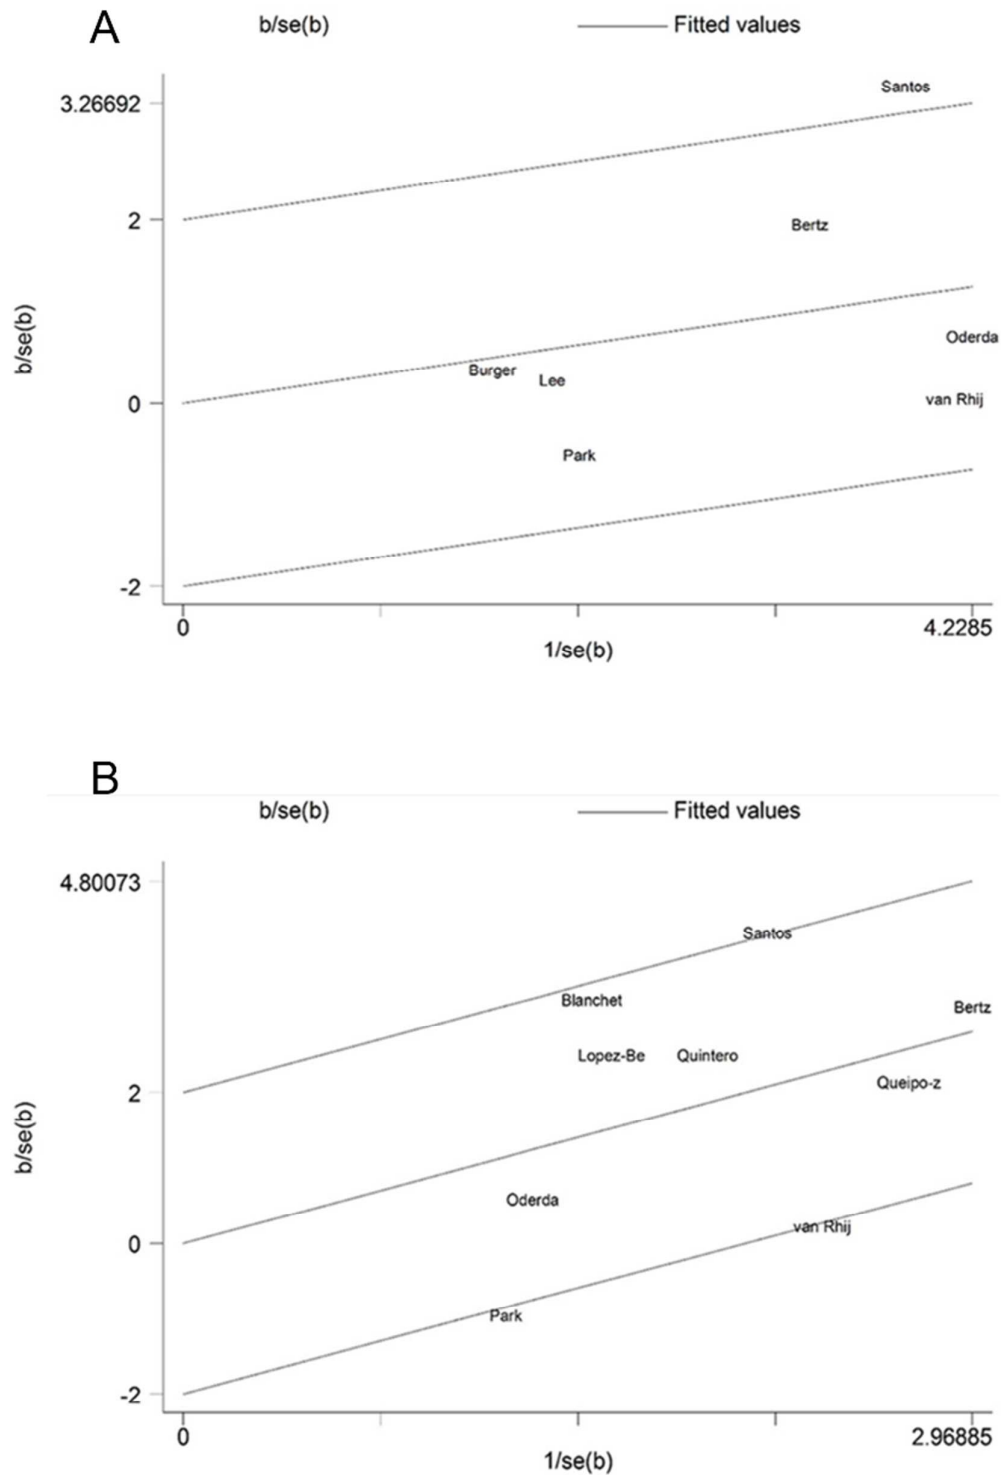 A
b/se(b) Fitted values
3.26692
Santos
2
Bertz
b/se(b)
Oderda
Burger
Lee
0
van Rhij
Park
-2
0 4.2285
1/se(b)
B
b/se(b) Fitted values
4.80073
Santos
Blanchet
Bertz
Lopez-Be Quintero
Queipo-z
2
b/se(b)
Oderda
0
van Rhij
Park
-2
0 2.96885
1/se(b)